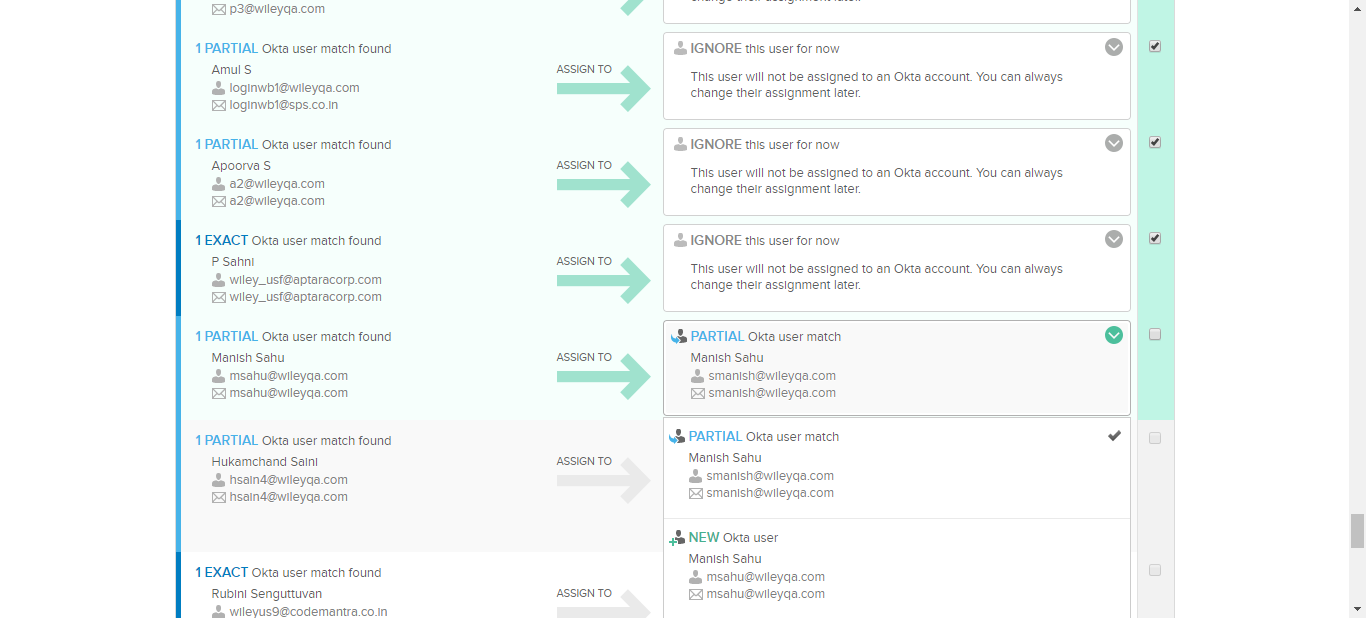 p3@wileyqa.com
1 PARTIAL Okta user match found
Amul S
loginwb1@wileyqa.com
loginwb1@sps.co.in
ASSIGN TO
IGNORE this user for now
This user will not be assigned to an Okta account. You can always
change their assignment later.
1 PARTIAL Okta user match found
Apoorva S
a2@wileyqa.com
a2@wileyqa.com
ASSIGN TO
IGNORE this user for now
This user will not be assigned to an Okta account. You can always
change their assignment later.
1 EXACT Okta user match found
P Sahni
wiley_usf@aptaracorp.com
wiley_usf@aptaracorp.com
ASSIGN TO
IGNORE this user for now
This user will not be assigned to an Okta account. You can always
change their assignment later.
1 PARTIAL Okta user match found
Manish Sahu
msahu@wileyqa.com
msahu@wileyqa.com
ASSIGN TO
PARTIAL Okta user match
Manish Sahu
smanish@wileyqa.com
smanish@wileyqa.com
1 PARTIAL Okta user match found
Hukamchand Saini
hsain4@wileyqa.com
hsain4@wileyqa.com
ASSIGN TO
PARTIAL Okta user match
Manish Sahu
smanish@wileyqa.com
smanish@wileyqa.com
NEW Okta user
Manish Sahu
msahu@wileyqa.com
msahu@wileyqa.com
1 EXACT Okta user match found
Rubini Senguttuvan
wileyus9@codemantra.co.in
ASSIGN TO